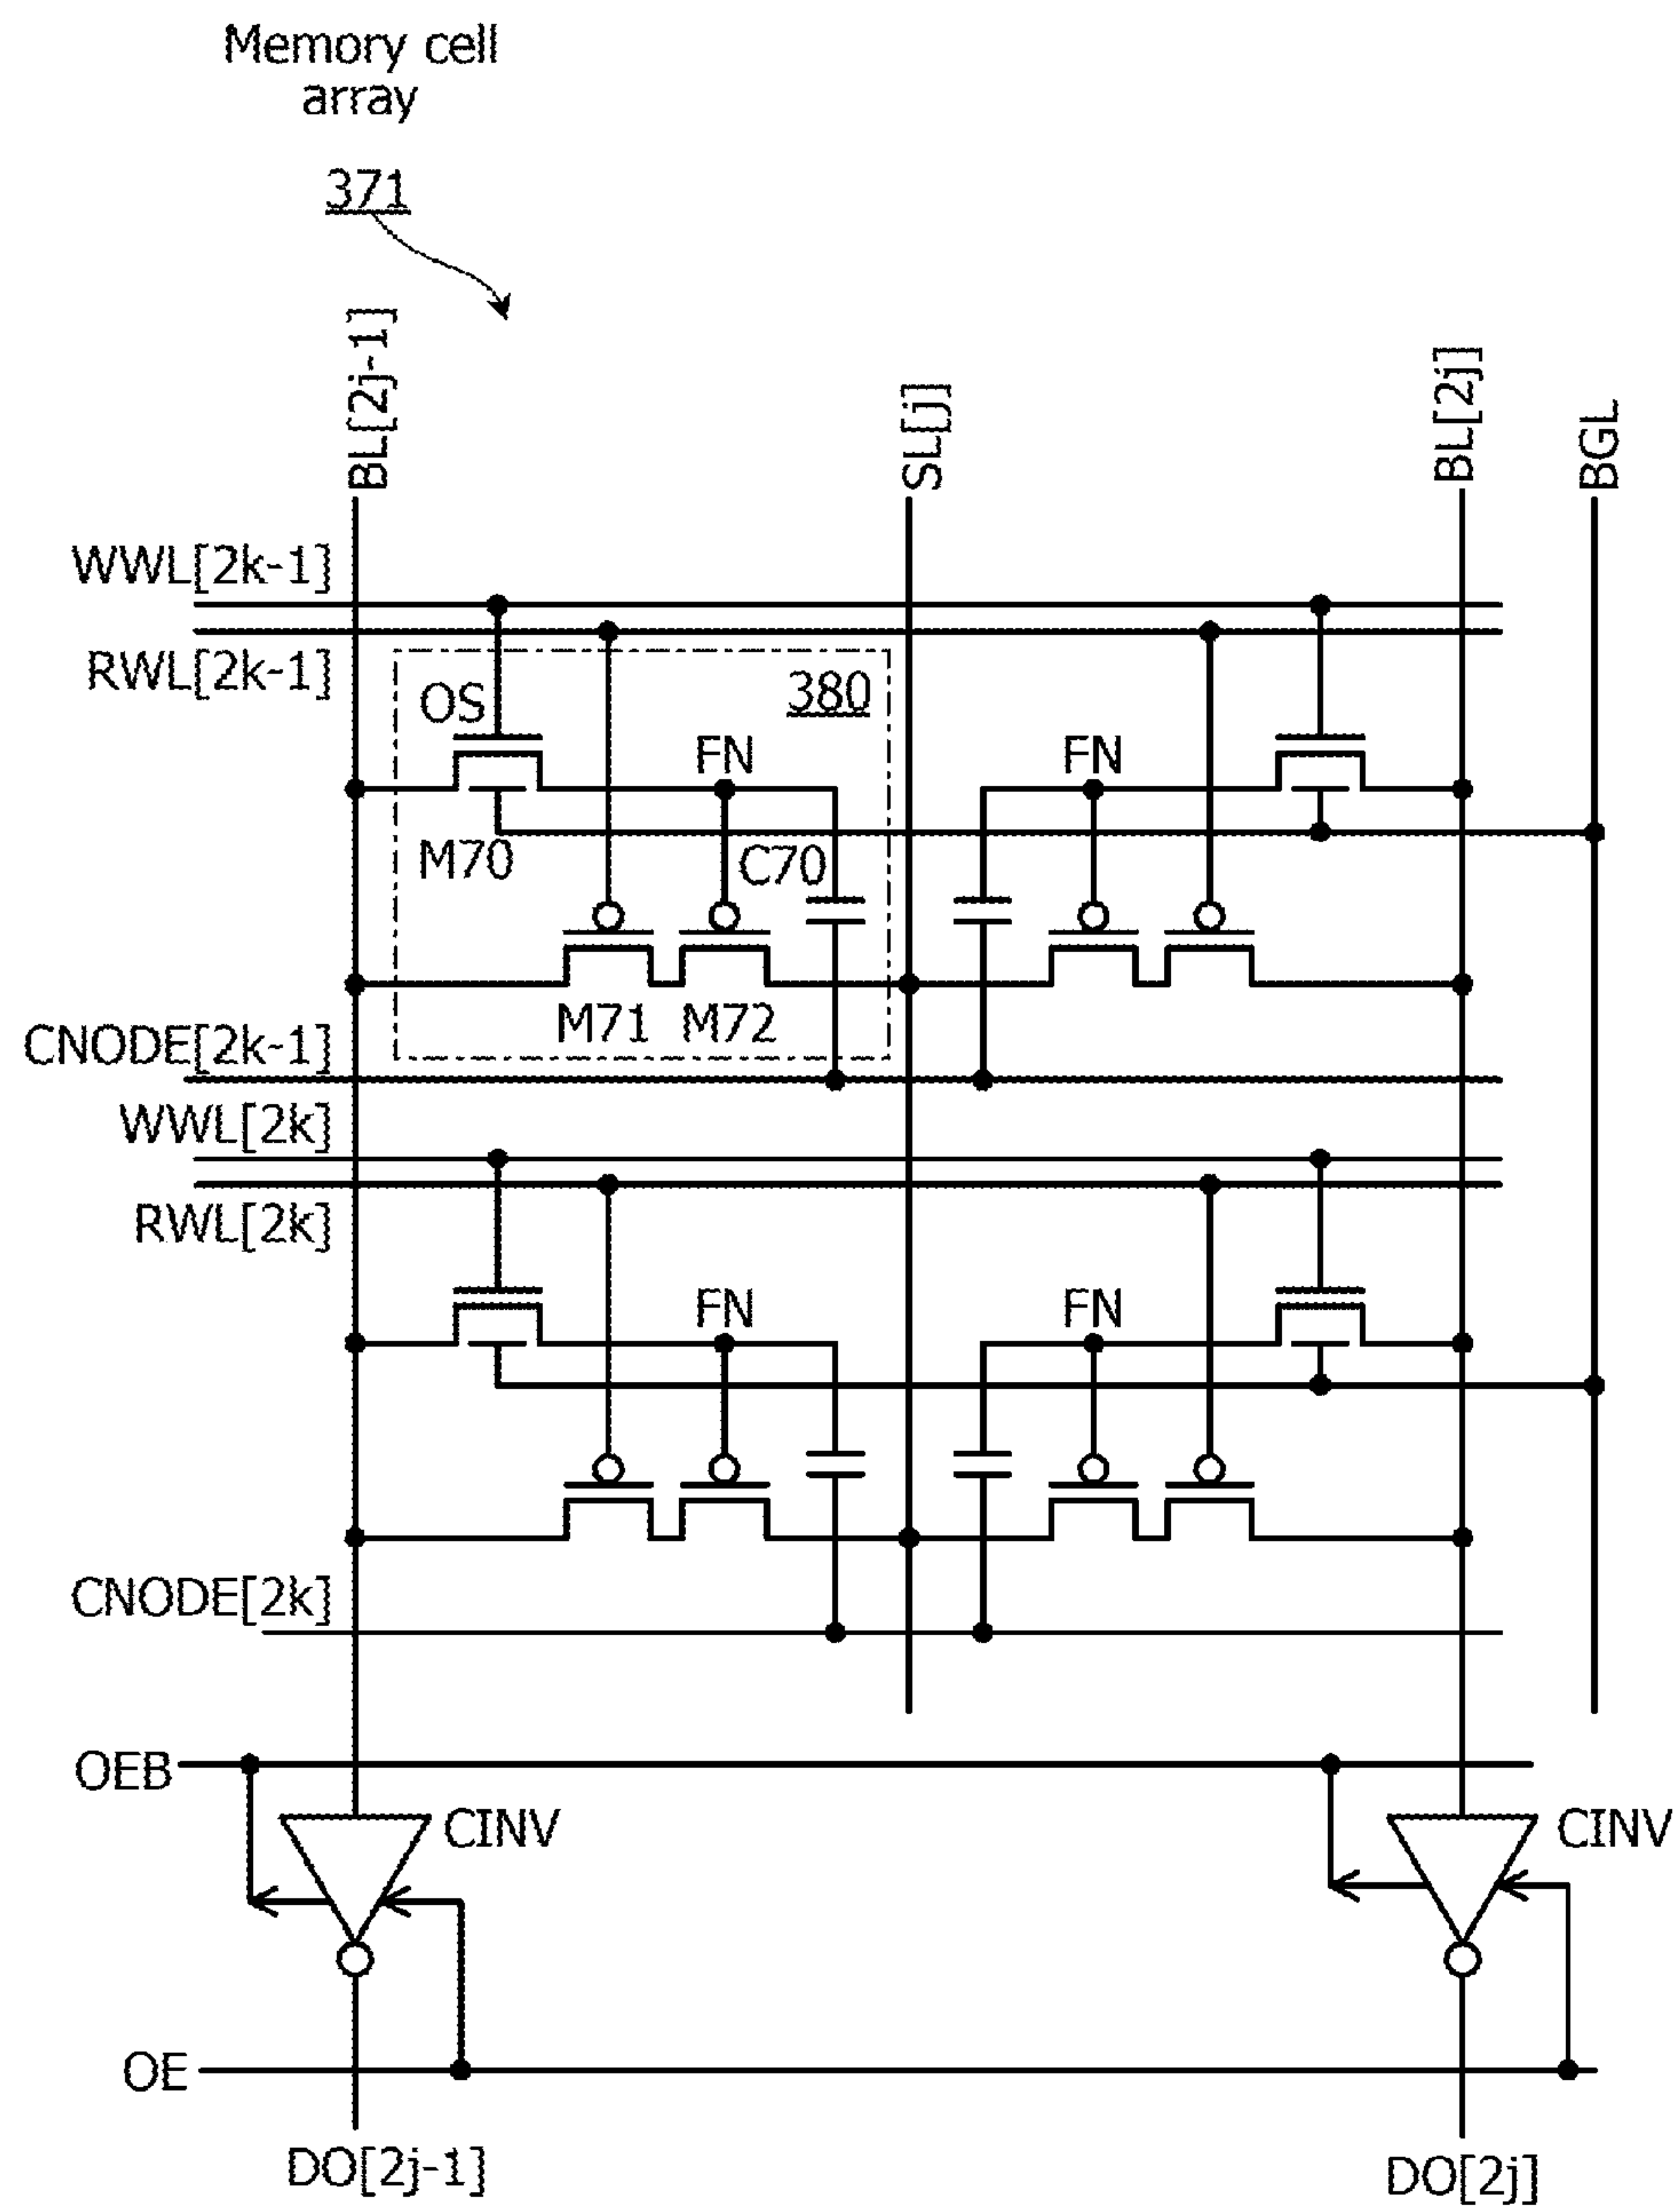 Memory cell
array
371
BL[2j-1]
SL[j]
BL[2j]
BGL
WWL[2k-1]
RWL[2k-1]
OS
380
FN
FN
M70
C70
M71
M72
CNODE[2k-1]
WWL[2k]
RWL[2k]
FN
FN
CNODE[2k]
OEB
CINV
CINV
OE
DO[2j-1]
DO[2j]